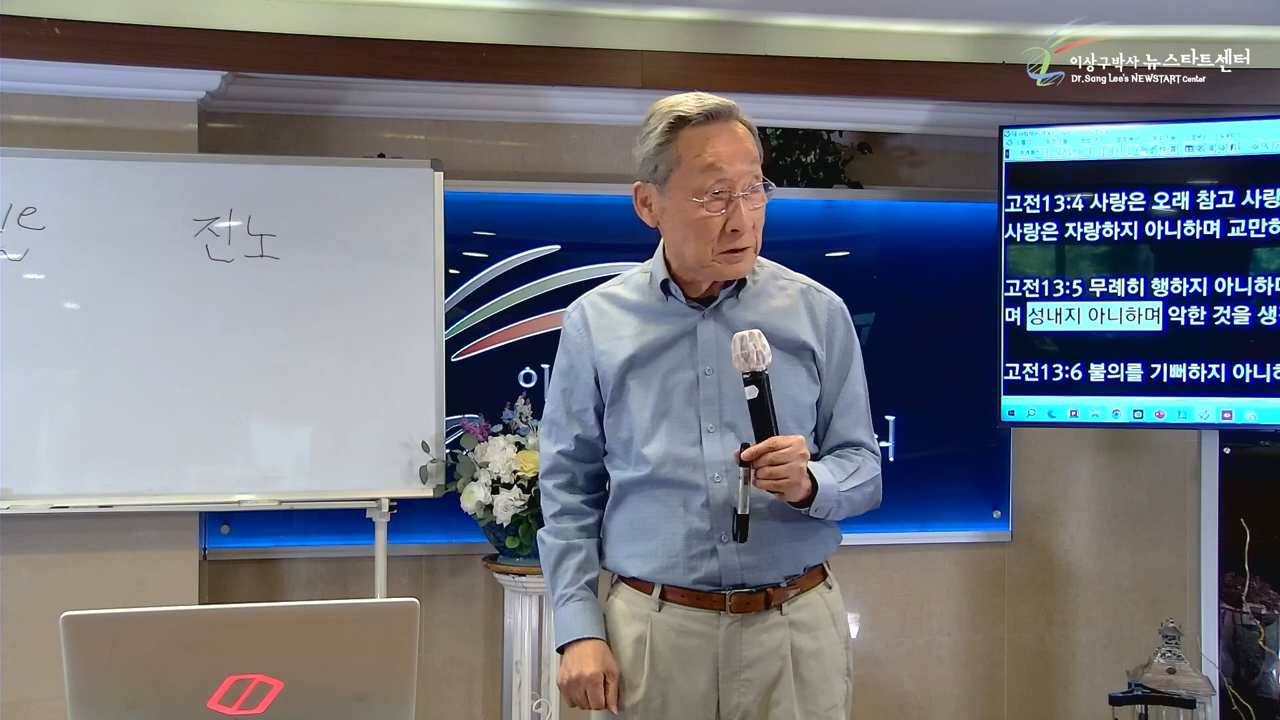 이상구박사 뉴스타트센터
Dr. Sang Lee's NEWSTART Center
진노
고전13:4 사랑은 오래 참고 사랑
사랑은 자랑하지 아니하며 교만하
고전13:5 무례히 행하지 아니하며
며 성내지 아니하며 악한 것을 생
고전13:6 불의를 기뻐하지 아니하